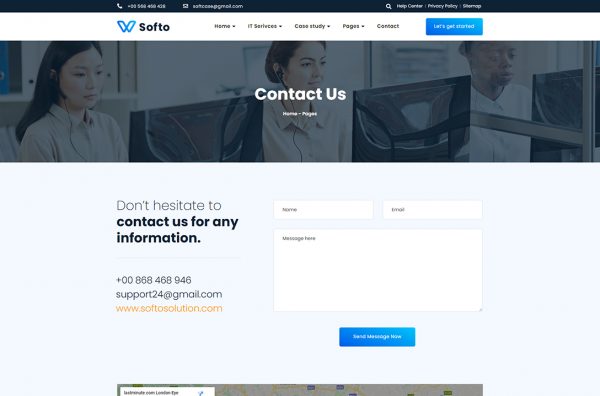 +00 568 468 428 softcase@gmail.com Help Center | Privacy Policy | Sitemap
Softo Home IT Serivces Case study Pages Contact Let's get started
Contact Us
Home - Pages
Don't hesitate to
contact us for any
information.
Name Email
Message here
+00 868 468 946
support24@gmail.com
www.softosolution.com
Send Message Now
lastminute.com London Eye